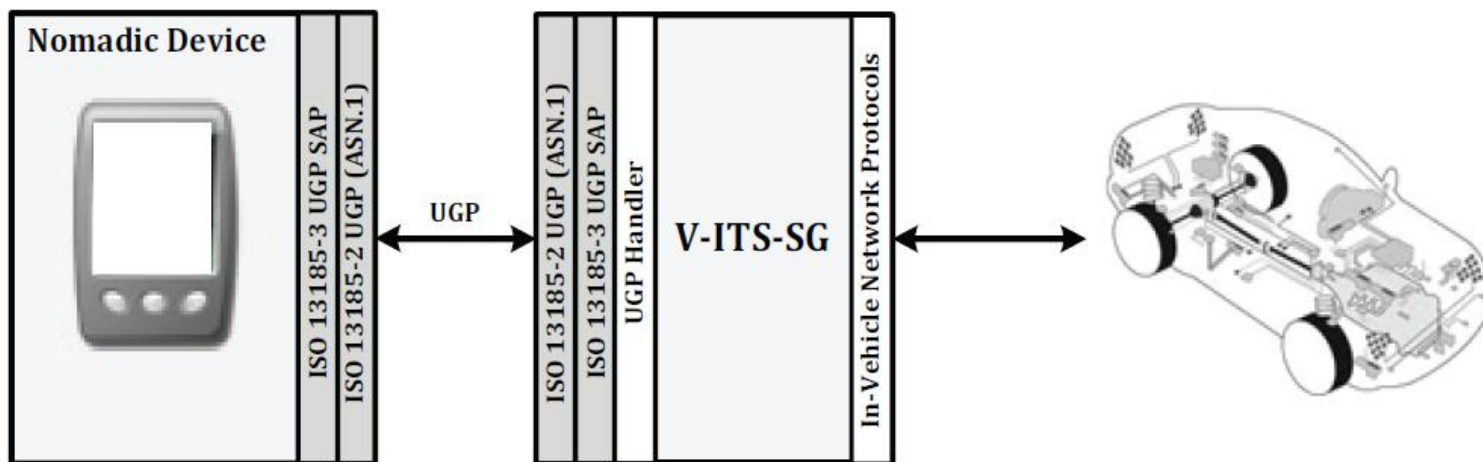 Nomadic Device
ISO 13185-3 UGP SAP
ISO 13185-2 UGP (ASN.1)
UGP
ISO 13185-2 UGP (ASN.1)
ISO 13185-3 UGP SAP
UGP Handler
V-ITS-SG
In-Vehicle Network Protocols